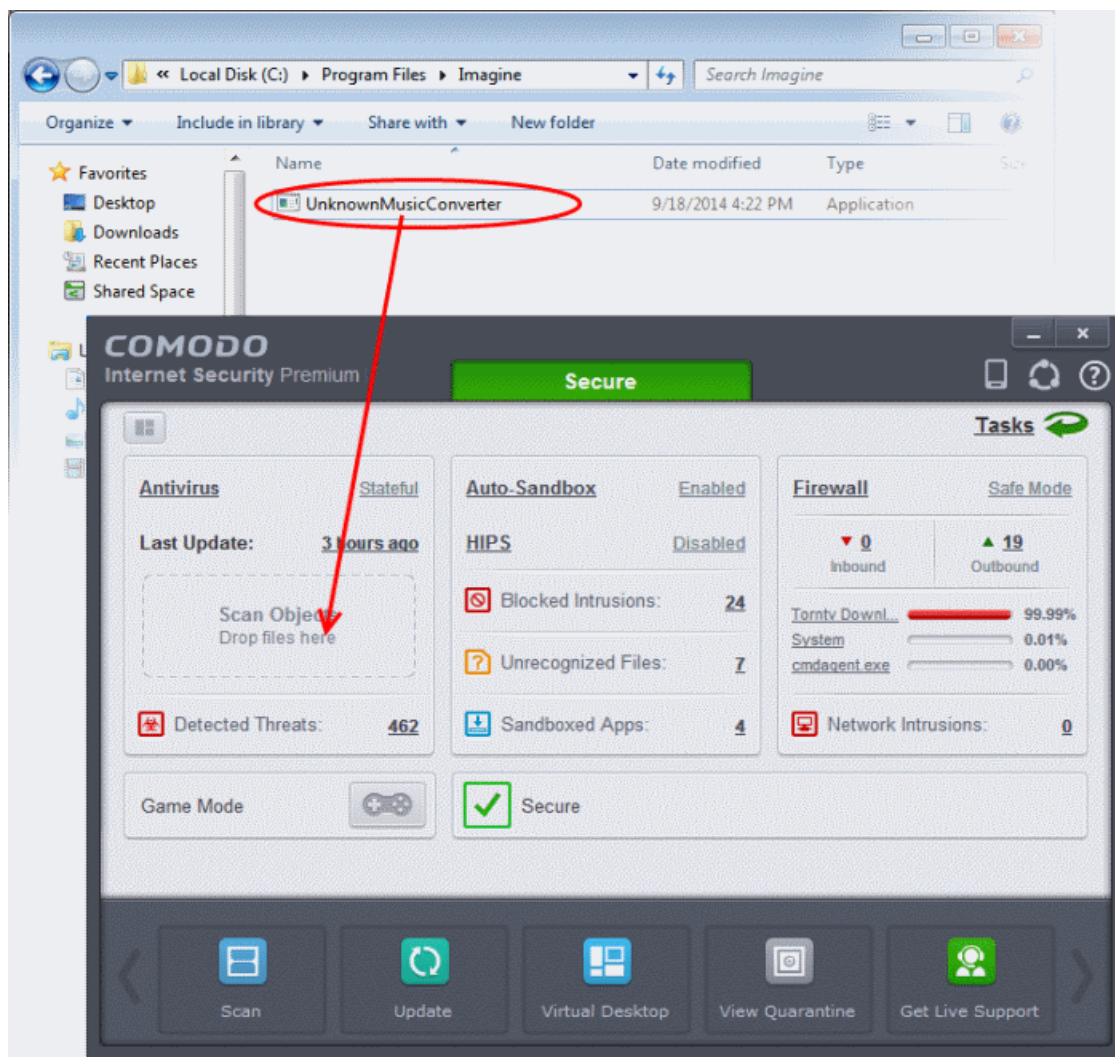 « Local Disk (C:) ▸ Program Files ▸ Imagine
Search Imagine
Organize ▾ Include in library ▾ Share with ▾ New folder
Name Date modified Type Size
Favorites
Desktop
Downloads
Recent Places
Shared Space
UnknownMusicConverter 9/18/2014 4:22 PM Application
COMODO
Internet Security Premium
Secure
Tasks
Antivirus Stateful
Last Update: 3 hours ago
Scan Objects
Drop files here
Detected Threats: 462
Auto-Sandbox Enabled
HIPS Disabled
Blocked Intrusions: 24
Unrecognized Files: 7
Sandboxed Apps: 4
Firewall Safe Mode
0 19
Inbound Outbound
Torntv Downl... 99.99%
System 0.01%
cmdagent.exe 0.00%
Network Intrusions: 0
Game Mode
Secure
Scan
Update
Virtual Desktop
View Quarantine
Get Live Support